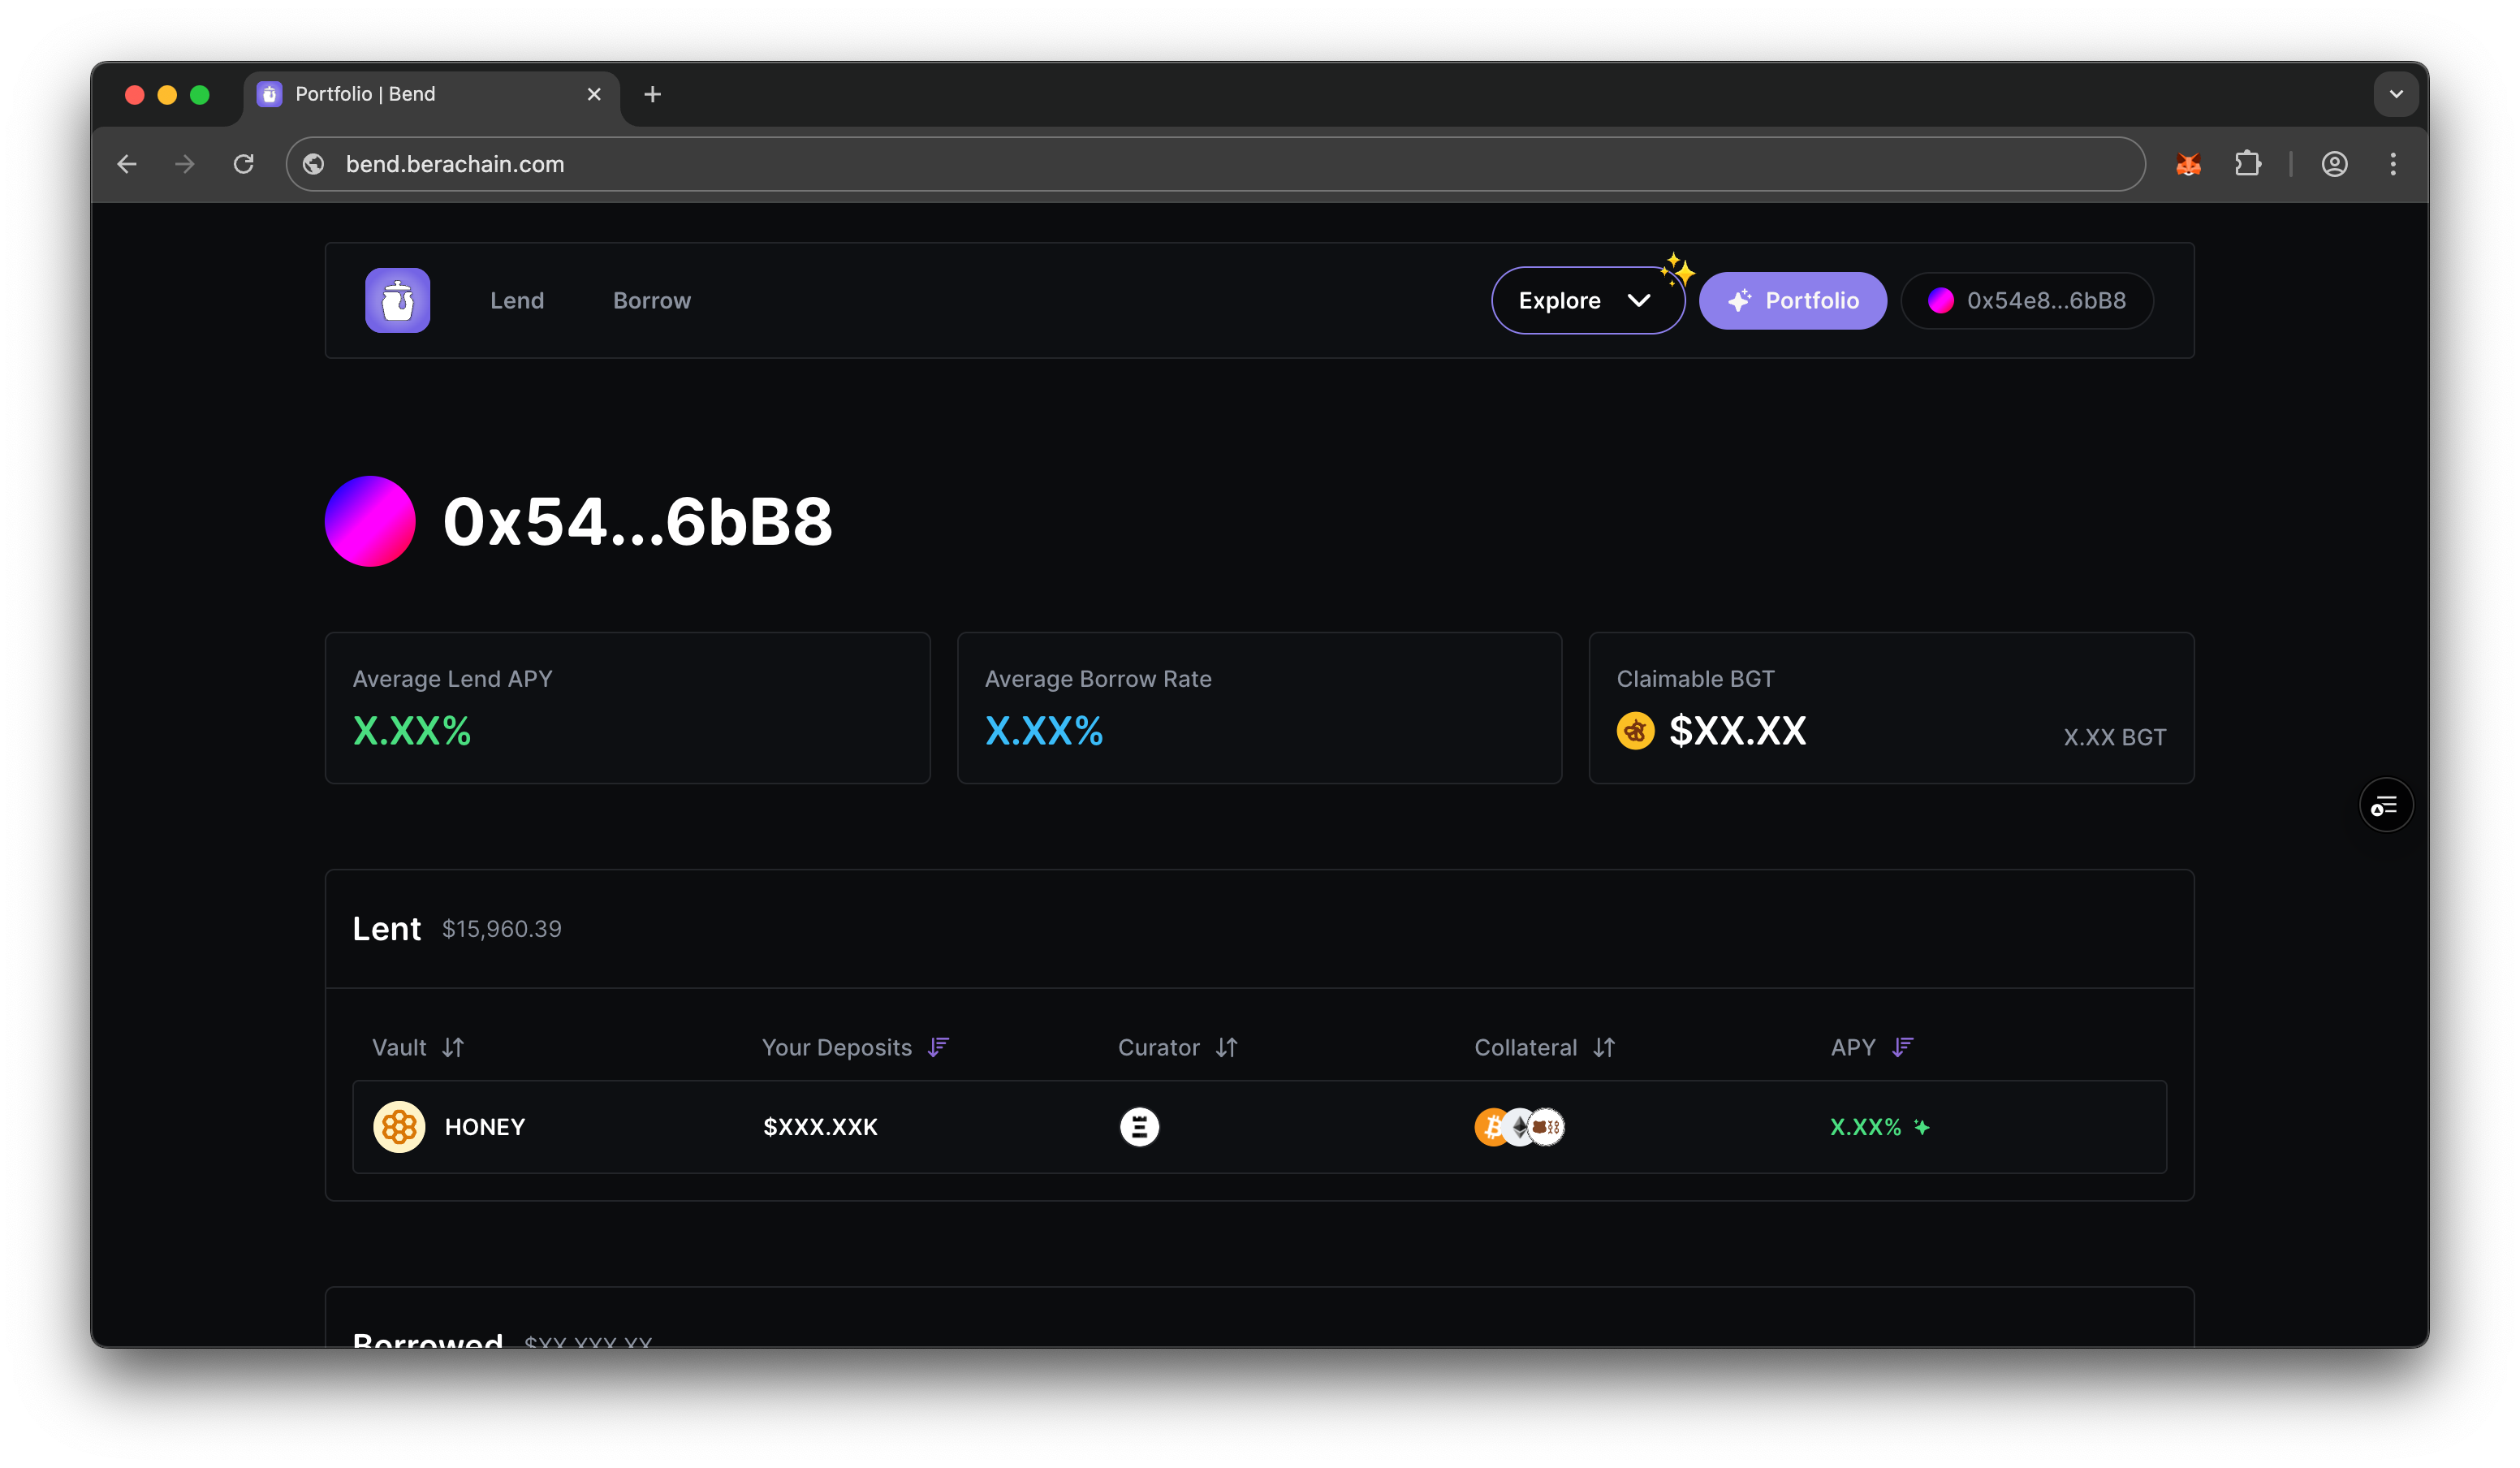 Portfolio | Bend
bend.berachain.com
Lend Borrow Explore Portfolio 0x54e8...6bB8
0x54...6bB8
Average Lend APY
X.XX%
Average Borrow Rate
X.XX%
Claimable BGT
$XX.XX X.XX BGT
Lent $15,960.39
Vault Your Deposits Curator Collateral APY
HONEY $XXX.XXK X.XX%
Borrowed $XX,XXX.XX